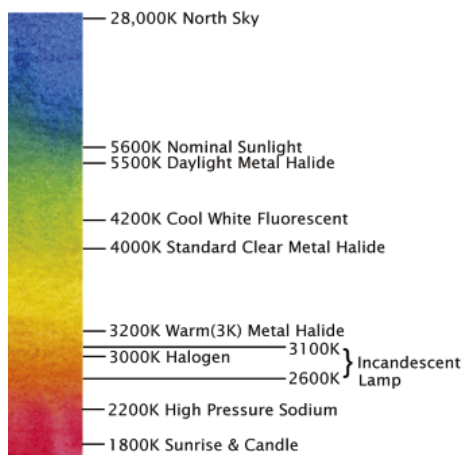 28,000K North Sky
5600K Nominal Sunlight
5500K Daylight Metal Halide
4200K Cool White Fluorescent
4000K Standard Clear Metal Halide
3200K Warm(3K) Metal Halide
3100K
3000K Halogen
Incandescent
Lamp
2600K
2200K High Pressure Sodium
1800K Sunrise & Candle